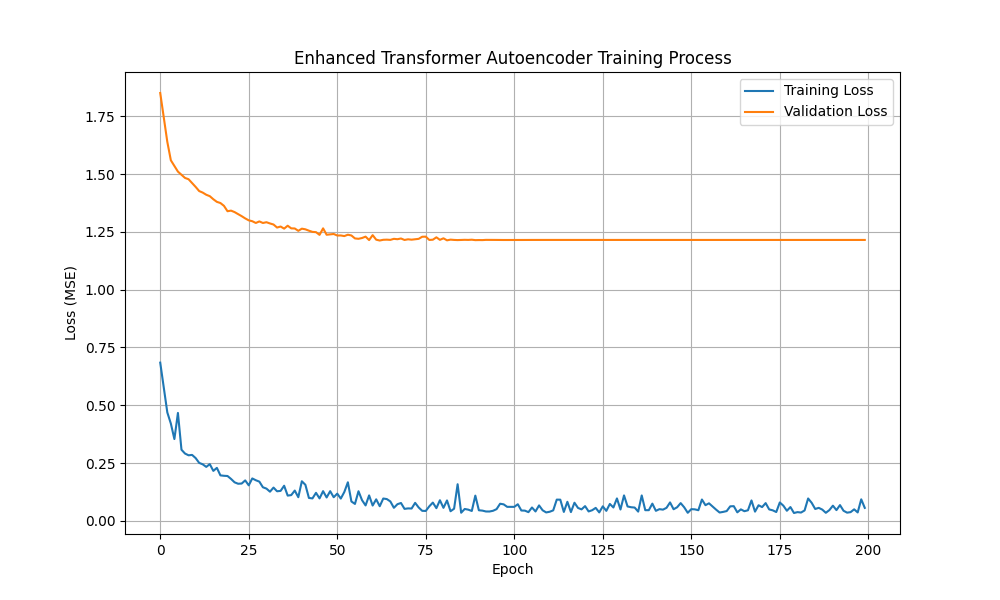 Enhanced Transformer Autoencoder Training Process
Training Loss
Validation Loss
Loss (MSE)
1.75
1.50
1.25
1.00
0.75
0.50
0.25
0.00
0 25 50 75 100 125 150 175 200
Epoch